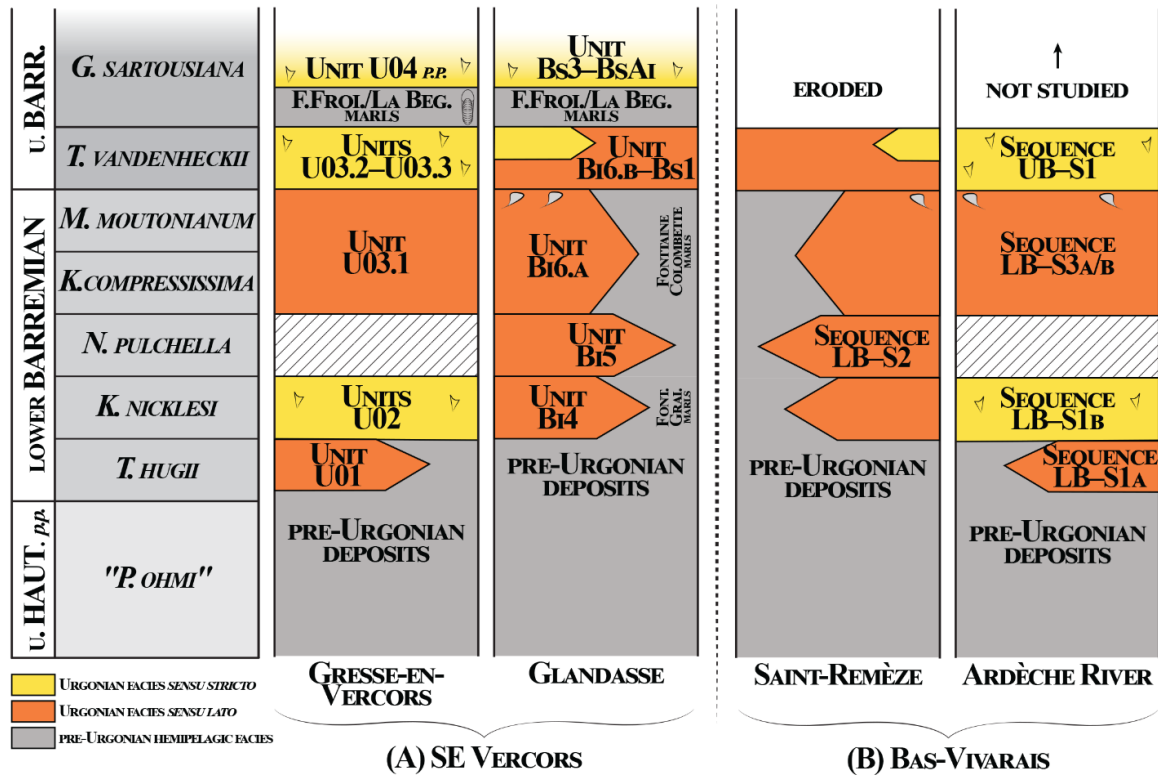 U. BARR.
LOWER BARREMIAN
U. HAUT. p.p.
G. SARTOUSIANA
T. VANDENHECKII
M. MOUTONIANUM
K.COMPRESSISSIMA
N. PULCHELLA
K. NICKLESI
T. HUGII
"P. OHMI"
UNIT U04 P.P.
F.FROI./LA BEG.
MARLS
UNITS
U03.2–U03.3
UNIT
U03.1
UNITS
U02
UNIT
U01
PRE-URGONIAN
DEPOSITS
GRESSE-EN-
VERCORS
UNIT
BS3–BSAI
F.FROI./LA BEG.
MARLS
UNIT
BI6.B–BS1
UNIT
BI6.A
FONTTAINE
COLOMBETTE
MARLS
UNIT
BI5
UNIT
BI4
FONT.
GRAL
MARLS
PRE-URGONIAN
DEPOSITS
GLANDASSE
(A) SE VERCORS
ERODED
SEQUENCE
LB–S2
PRE-URGONIAN
DEPOSITS
SAINT-REMÈZE
NOT STUDIED
SEQUENCE
UB–S1
SEQUENCE
LB–S3A/B
SEQUENCE
LB–S1B
SEQUENCE
LB–S1A
PRE-URGONIAN
DEPOSITS
ARDÈCHE RIVER
(B) BAS-VIVARAIS
URGONIAN FACIES SENSU STRICTO
URGONIAN FACIES SENSU LATO
PRE-URGONIAN HEMIPELAGIC FACIES